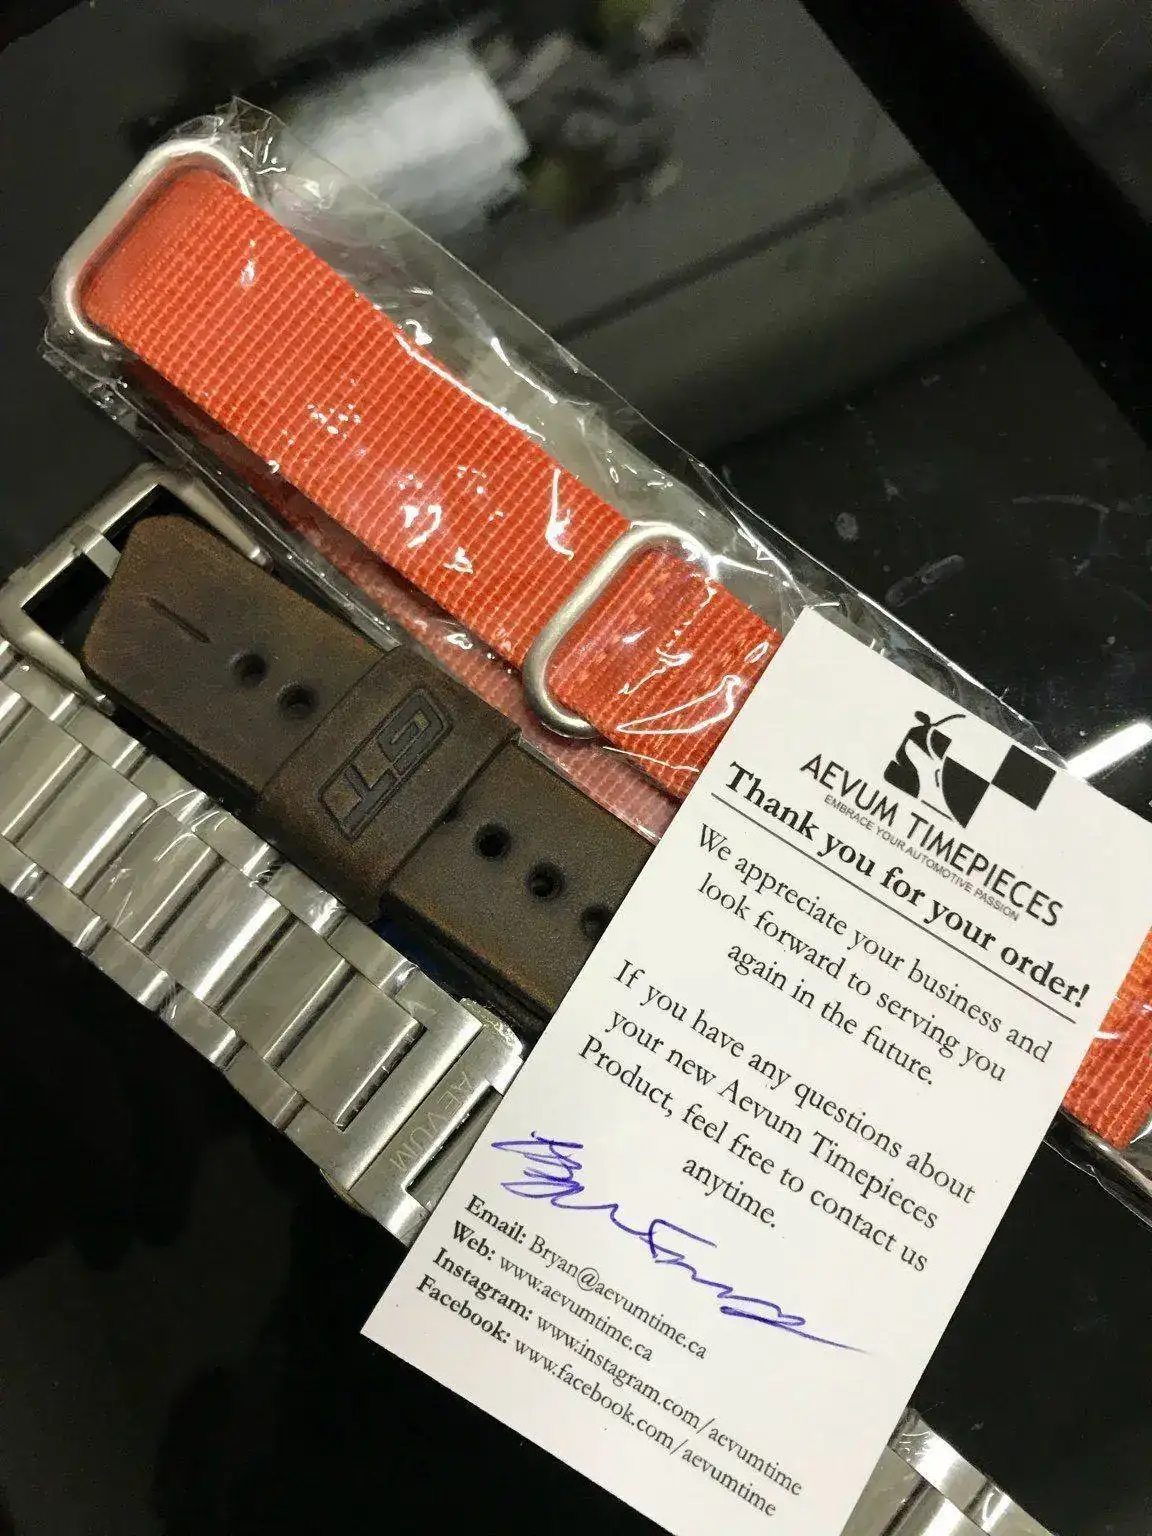 AEVUM TIMEPIECES
EMBRACE YOUR AUTOMOTIVE PASSION
Thank you for your order!
We appreciate your business and
look forward to serving you
again in the future.
If you have any questions about
your new Aevum Timepieces
Product, feel free to contact us
anytime.
Email: Bryan@aevumtime.ca
Web: www.aevumtime.ca
Instagram: www.instagram.com/aevumtime
Facebook: www.facebook.com/aevumtime
GTL
AEVUM